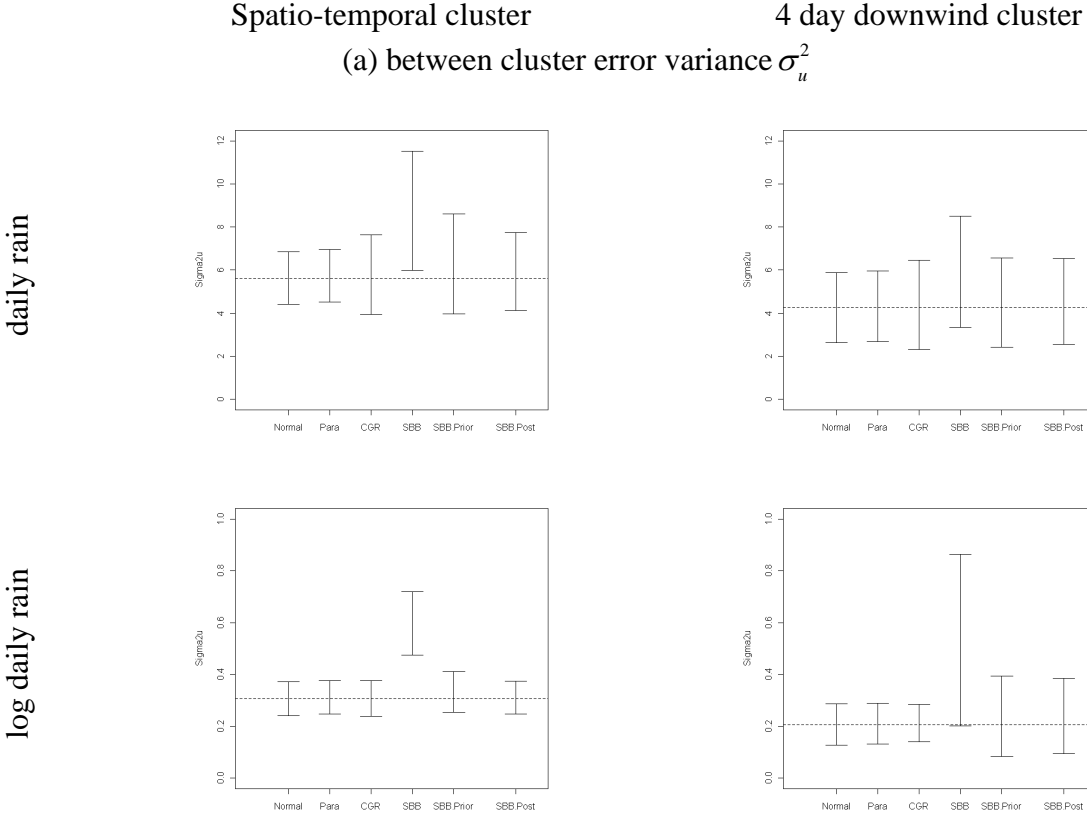 Spatio-temporal cluster 4 day downwind cluster
(a) between cluster error variance σ_u^2
daily rain
Sigma2u
12
10
8
6
4
2
0
Normal Para CGR SBB SBB.Prior SBB.Post
Sigma2u
12
10
8
6
4
2
0
Normal Para CGR SBB SBB.Prior SBB.Post
log daily rain
Sigma2u
1.0
0.8
0.6
0.4
0.2
0.0
Normal Para CGR SBB SBB.Prior SBB.Post
Sigma2u
1.0
0.8
0.6
0.4
0.2
0.0
Normal Para CGR SBB SBB.Prior SBB.Post